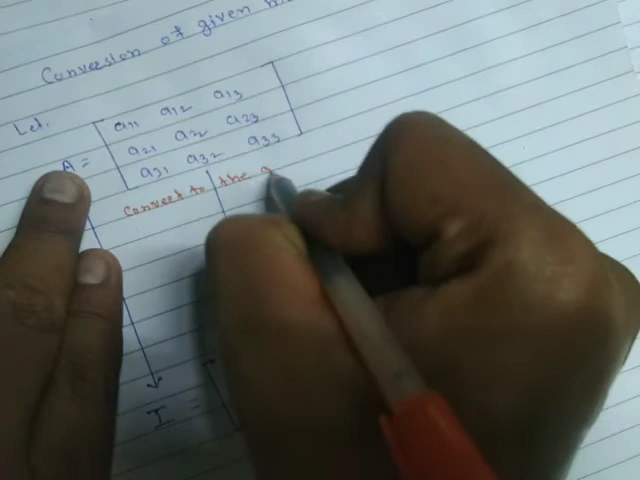 Conversion of given
Let,
A = [ a11 a12 a13
a21 a22 a23
a31 a32 a33 ]
Convert to the
I =